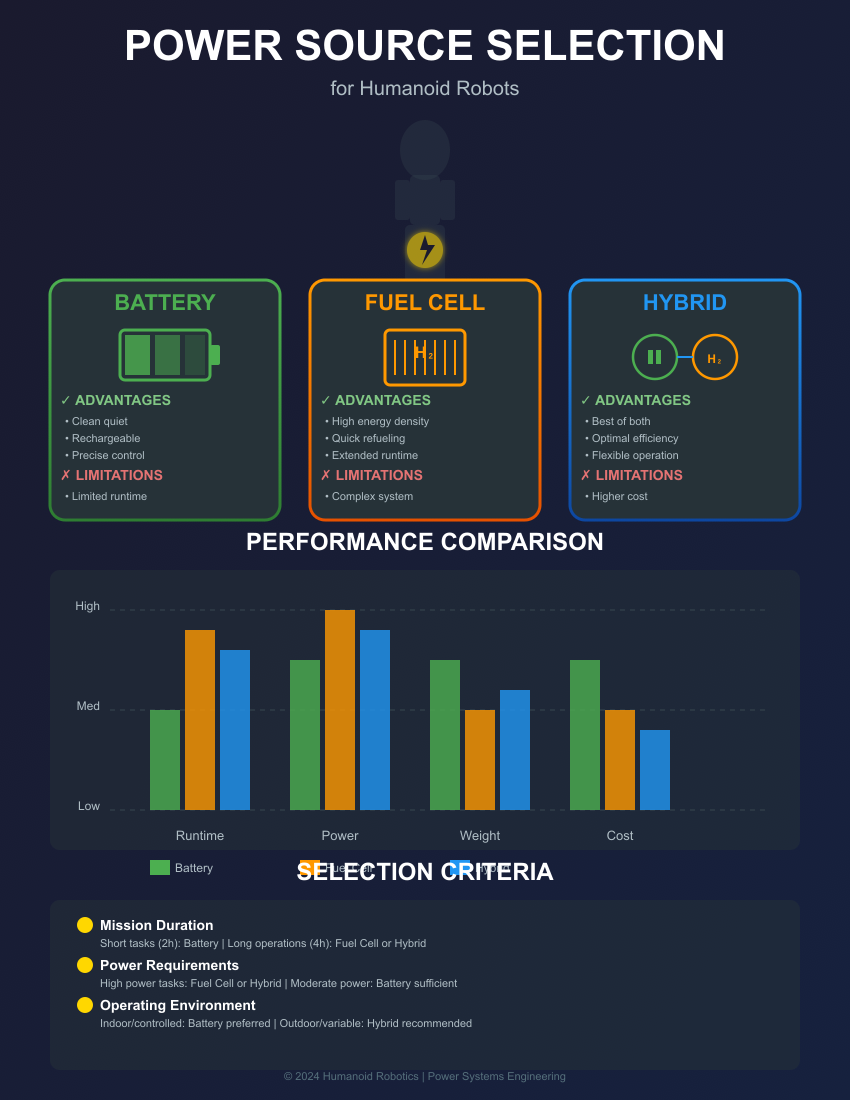 POWER SOURCE SELECTION
for Humanoid Robots
BATTERY
✓ ADVANTAGES
• Clean quiet
• Rechargeable
• Precise control
✗ LIMITATIONS
• Limited runtime
FUEL CELL
H₂
✓ ADVANTAGES
• High energy density
• Quick refueling
• Extended runtime
✗ LIMITATIONS
• Complex system
HYBRID
H₂
✓ ADVANTAGES
• Best of both
• Optimal efficiency
• Flexible operation
✗ LIMITATIONS
• Higher cost
PERFORMANCE COMPARISON
High
Med
Low
Runtime Power Weight Cost
Battery Fuel Cell Hybrid
SELECTION CRITERIA
Mission Duration
Short tasks (2h): Battery | Long operations (4h): Fuel Cell or Hybrid
Power Requirements
High power tasks: Fuel Cell or Hybrid | Moderate power: Battery sufficient
Operating Environment
Indoor/controlled: Battery preferred | Outdoor/variable: Hybrid recommended
© 2024 Humanoid Robotics | Power Systems Engineering